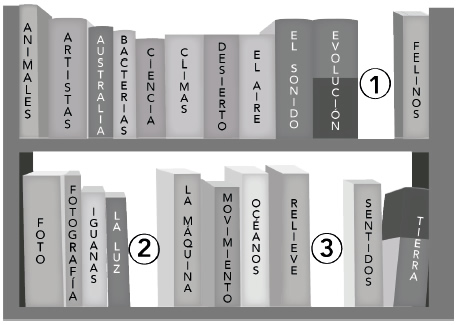 ANIMALES
ARTISTAS
AUSTRALIA
BACTERIAS
CIENCIA
CLIMAS
DESIERTO
EL AIRE
EL SONIDO
EVOLUCIÓN
1
FELINOS
FOTO
FOTOGRAFÍA
IGUANAS
LA LUZ
2
LA MÁQUINA
MOVIMIENTO
OCÉANOS
RELIEVE
3
SENTIDOS
TIERRA